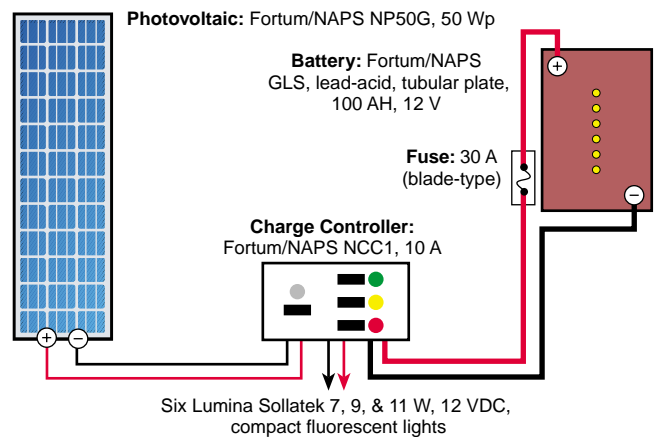 Photovoltaic: Fortum/NAPS NP50G, 50 Wp
Battery: Fortum/NAPS
GLS, lead-acid, tubular plate,
100 AH, 12 V
+
Fuse: 30 A
(blade-type)
−
Charge Controller:
Fortum/NAPS NCC1, 10 A
+ −
Six Lumina Sollatek 7, 9, & 11 W, 12 VDC,
compact fluorescent lights